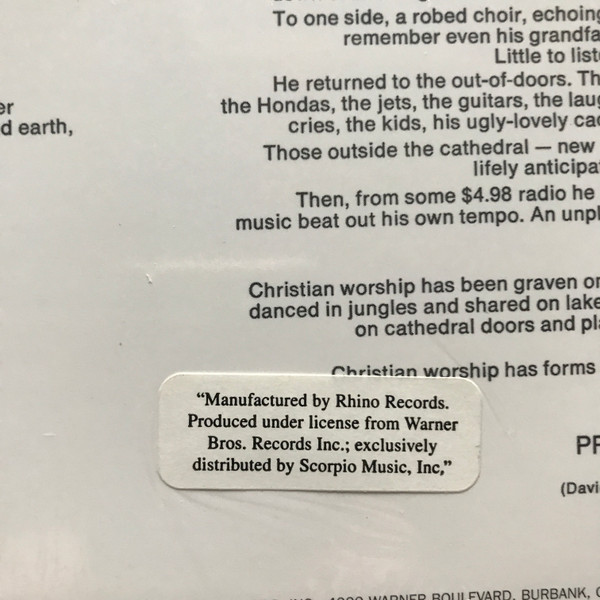 To one side, a robed choir, echoing
remember even his grandfa
Little to liste
He returned to the out-of-doors. Th
the Hondas, the jets, the guitars, the laug
cries, the kids, his ugly-lovely cac
er
d earth,
Those outside the cathedral — new
lifely anticipat
Then, from some $4.98 radio he
music beat out his own tempo. An unpl
Christian worship has been graven on
danced in jungles and shared on lake
on cathedral doors and pla
Christian worship has forms
“Manufactured by Rhino Records.
Produced under license from Warner
Bros. Records Inc.; exclusively
distributed by Scorpio Music, Inc,”
PR
(Davi
WARNER BOULEVARD, BURBANK, C